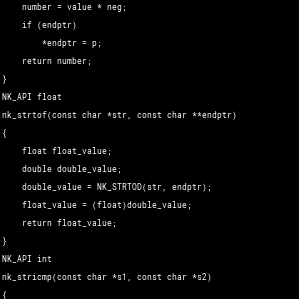 number = value * neg;
if (endptr)
*endptr = p;
return number;
}
NK_API float
nk_strtof(const char *str, const char **endptr)
{
float float_value;
double double_value;
double_value = NK_STRTOD(str, endptr);
float_value = (float)double_value;
return float_value;
}
NK_API int
nk_stricmp(const char *s1, const char *s2)
{